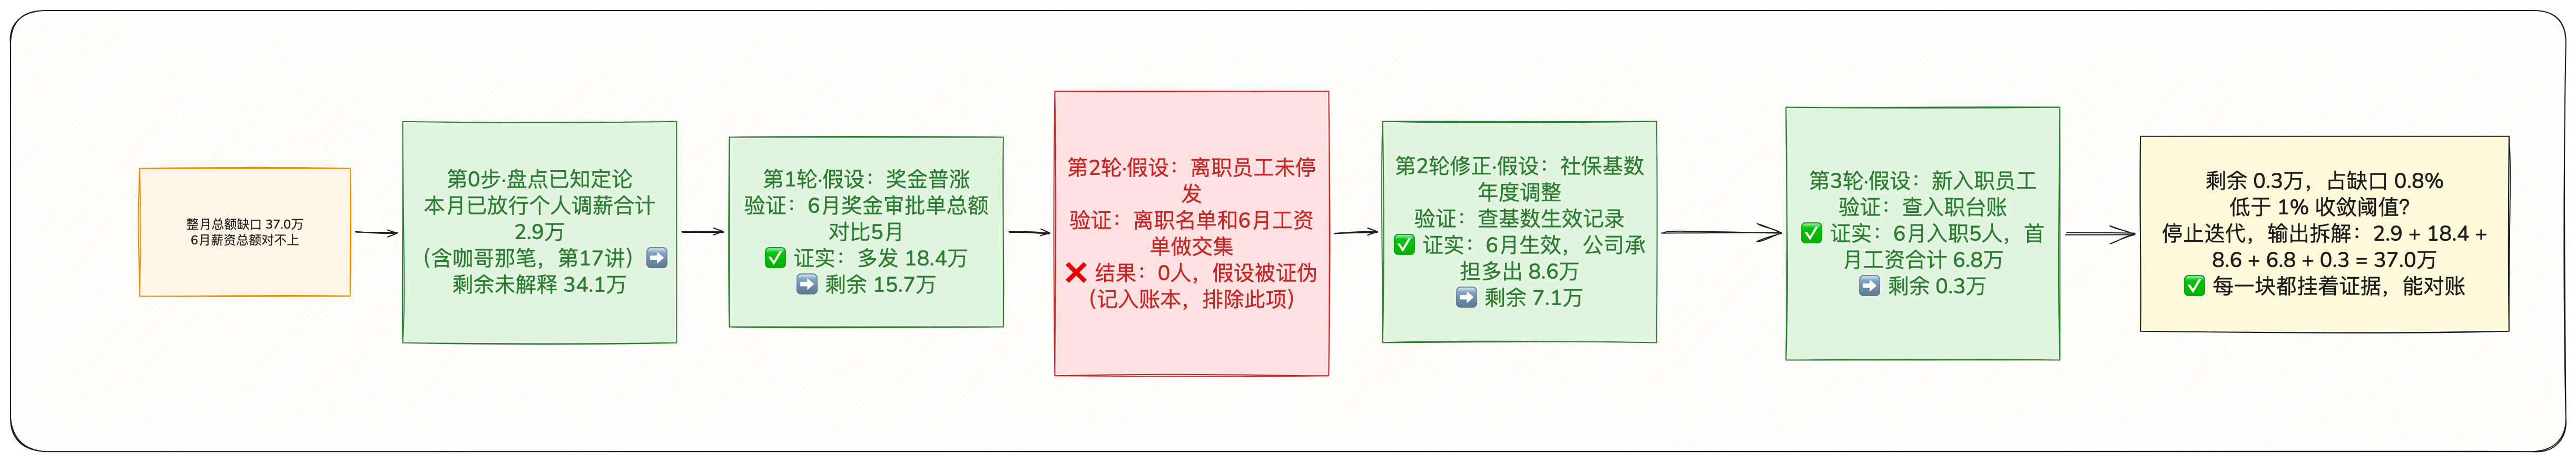 整月总额缺口 37.0万
6月薪资总额对不上
第0步·盘点已知定论
本月已放行个人调薪合计
2.9万
（含咖哥那笔，第17讲）➡️
剩余未解释 34.1万
第1轮·假设：奖金普涨
验证：6月奖金审批单总额
对比5月
✅ 证实：多发 18.4万
➡️ 剩余 15.7万
第2轮·假设：离职员工未停
发
验证：离职名单和6月工资
单做交集
❌ 结果：0人，假设被证伪
（记入账本，排除此项）
第2轮修正·假设：社保基数
年度调整
验证：查基数生效记录
✅ 证实：6月生效，公司承
担多出 8.6万
➡️ 剩余 7.1万
第3轮·假设：新入职员工
验证：查入职台账
✅ 证实：6月入职5人，首
月工资合计 6.8万
➡️ 剩余 0.3万
剩余 0.3万，占缺口 0.8%
低于 1% 收敛阈值?
停止迭代，输出拆解：2.9 + 18.4 +
8.6 + 6.8 + 0.3 = 37.0万
✅ 每一块都挂着证据，能对账